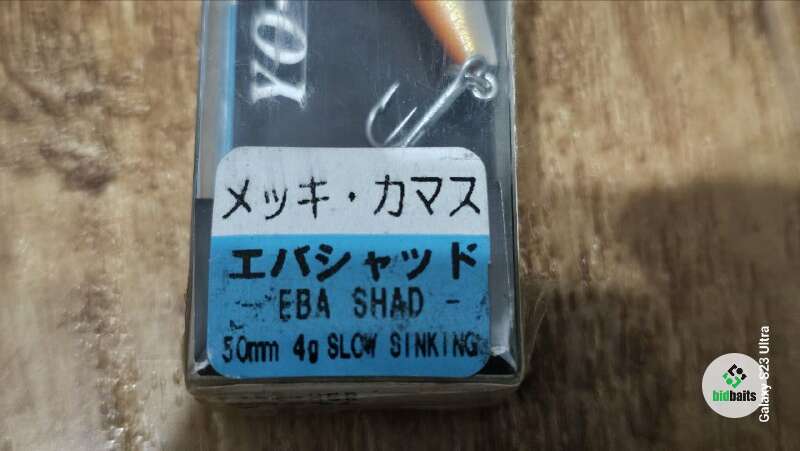 YO-
メッキ・カマス
エバシャッド
- EBA SHAD -
50mm 4g SLOW SINKING
bidbaits
Galaxy S23 Ultra